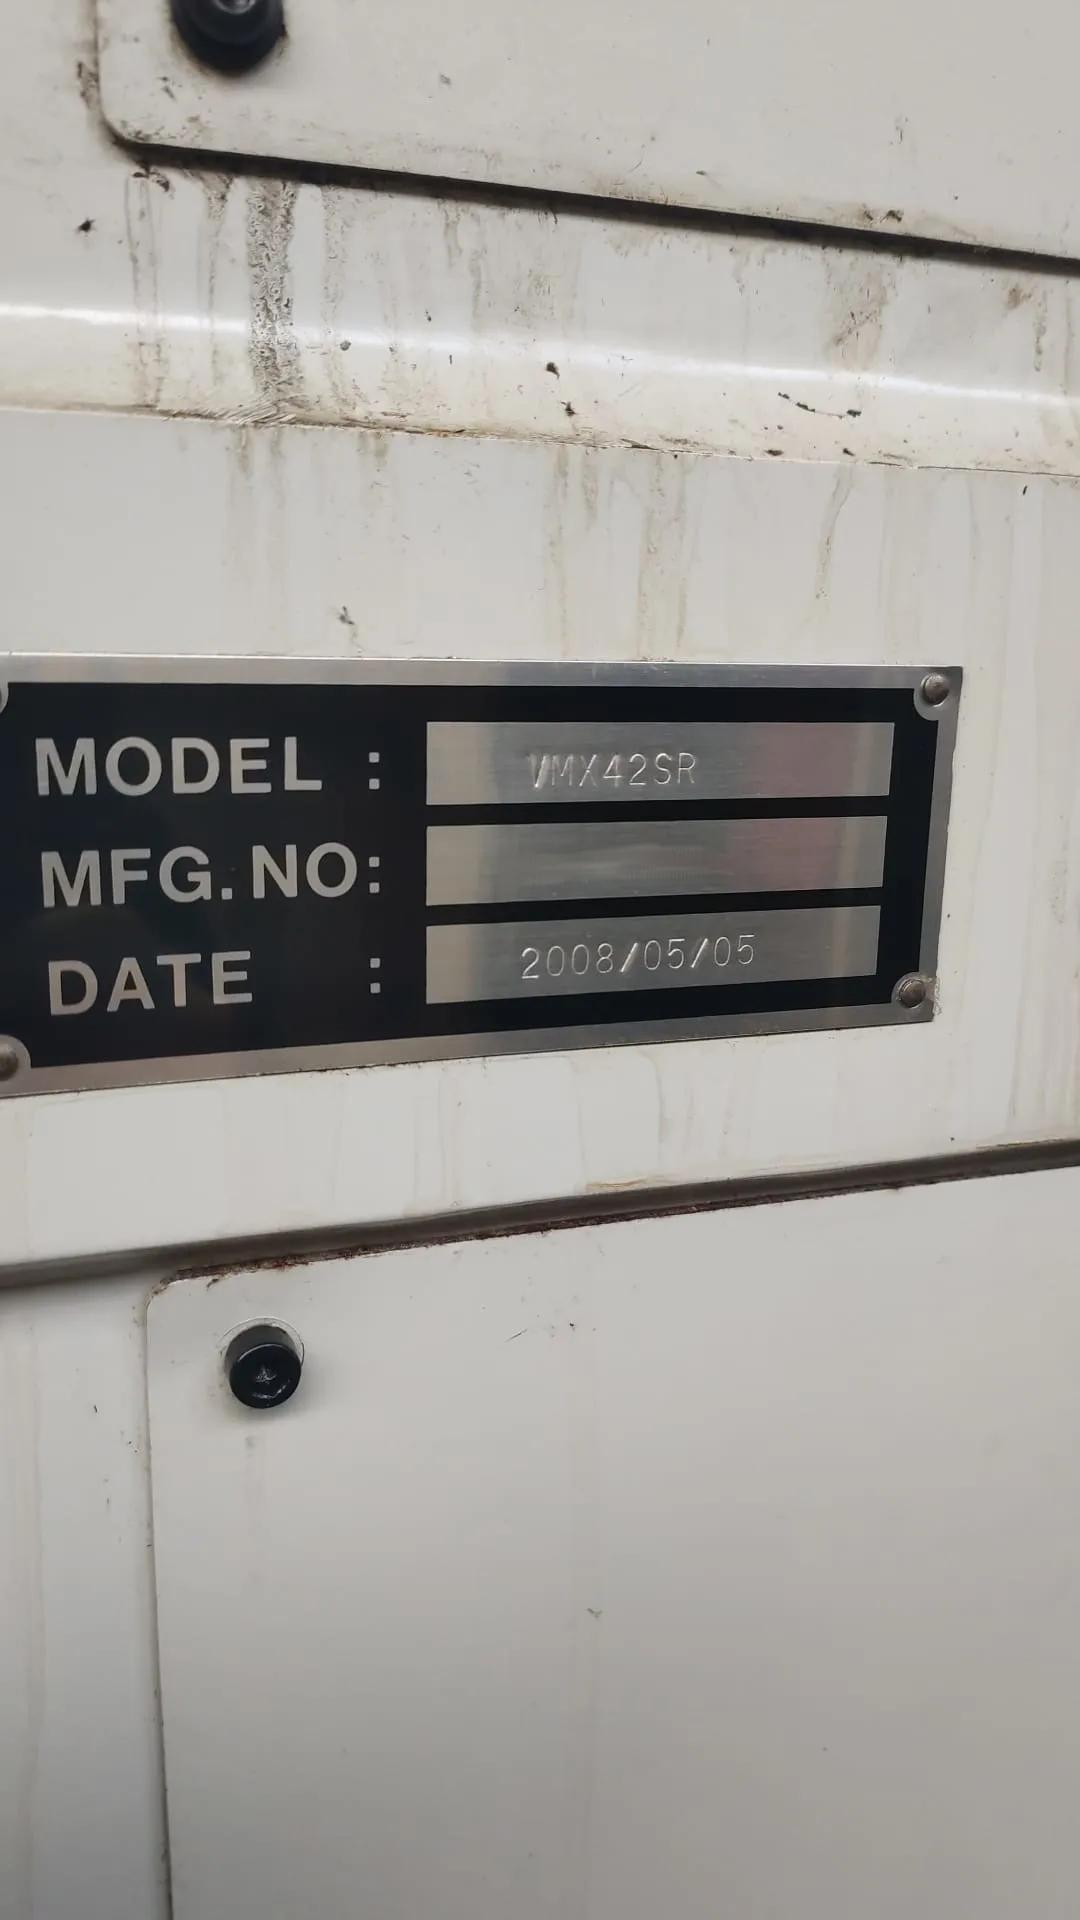 MODEL : VMX42SR
MFG. NO:
DATE : 2008/05/05